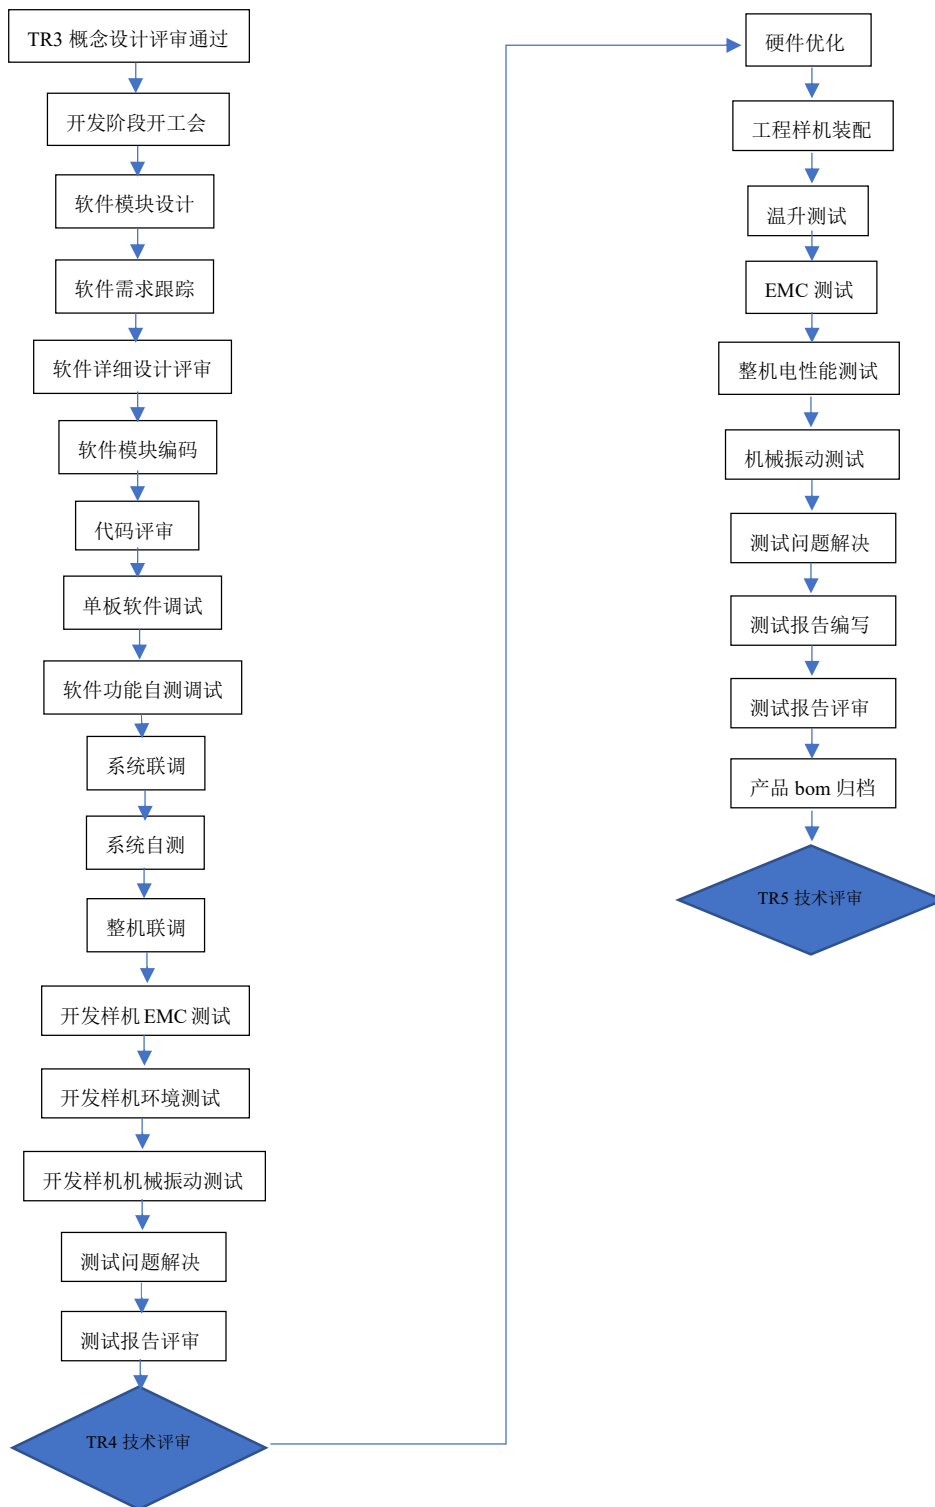 TR3 概念设计评审通过
开发阶段开工会
软件模块设计
软件需求跟踪
软件详细设计评审
软件模块编码
代码评审
单板软件调试
软件功能自测调试
系统联调
系统自测
整机联调
开发样机 EMC 测试
开发样机环境测试
开发样机机械振动测试
测试问题解决
测试报告评审
TR4 技术评审
硬件优化
工程样机装配
温升测试
EMC 测试
整机电性能测试
机械振动测试
测试问题解决
测试报告编写
测试报告评审
产品 bom 归档
TR5 技术评审